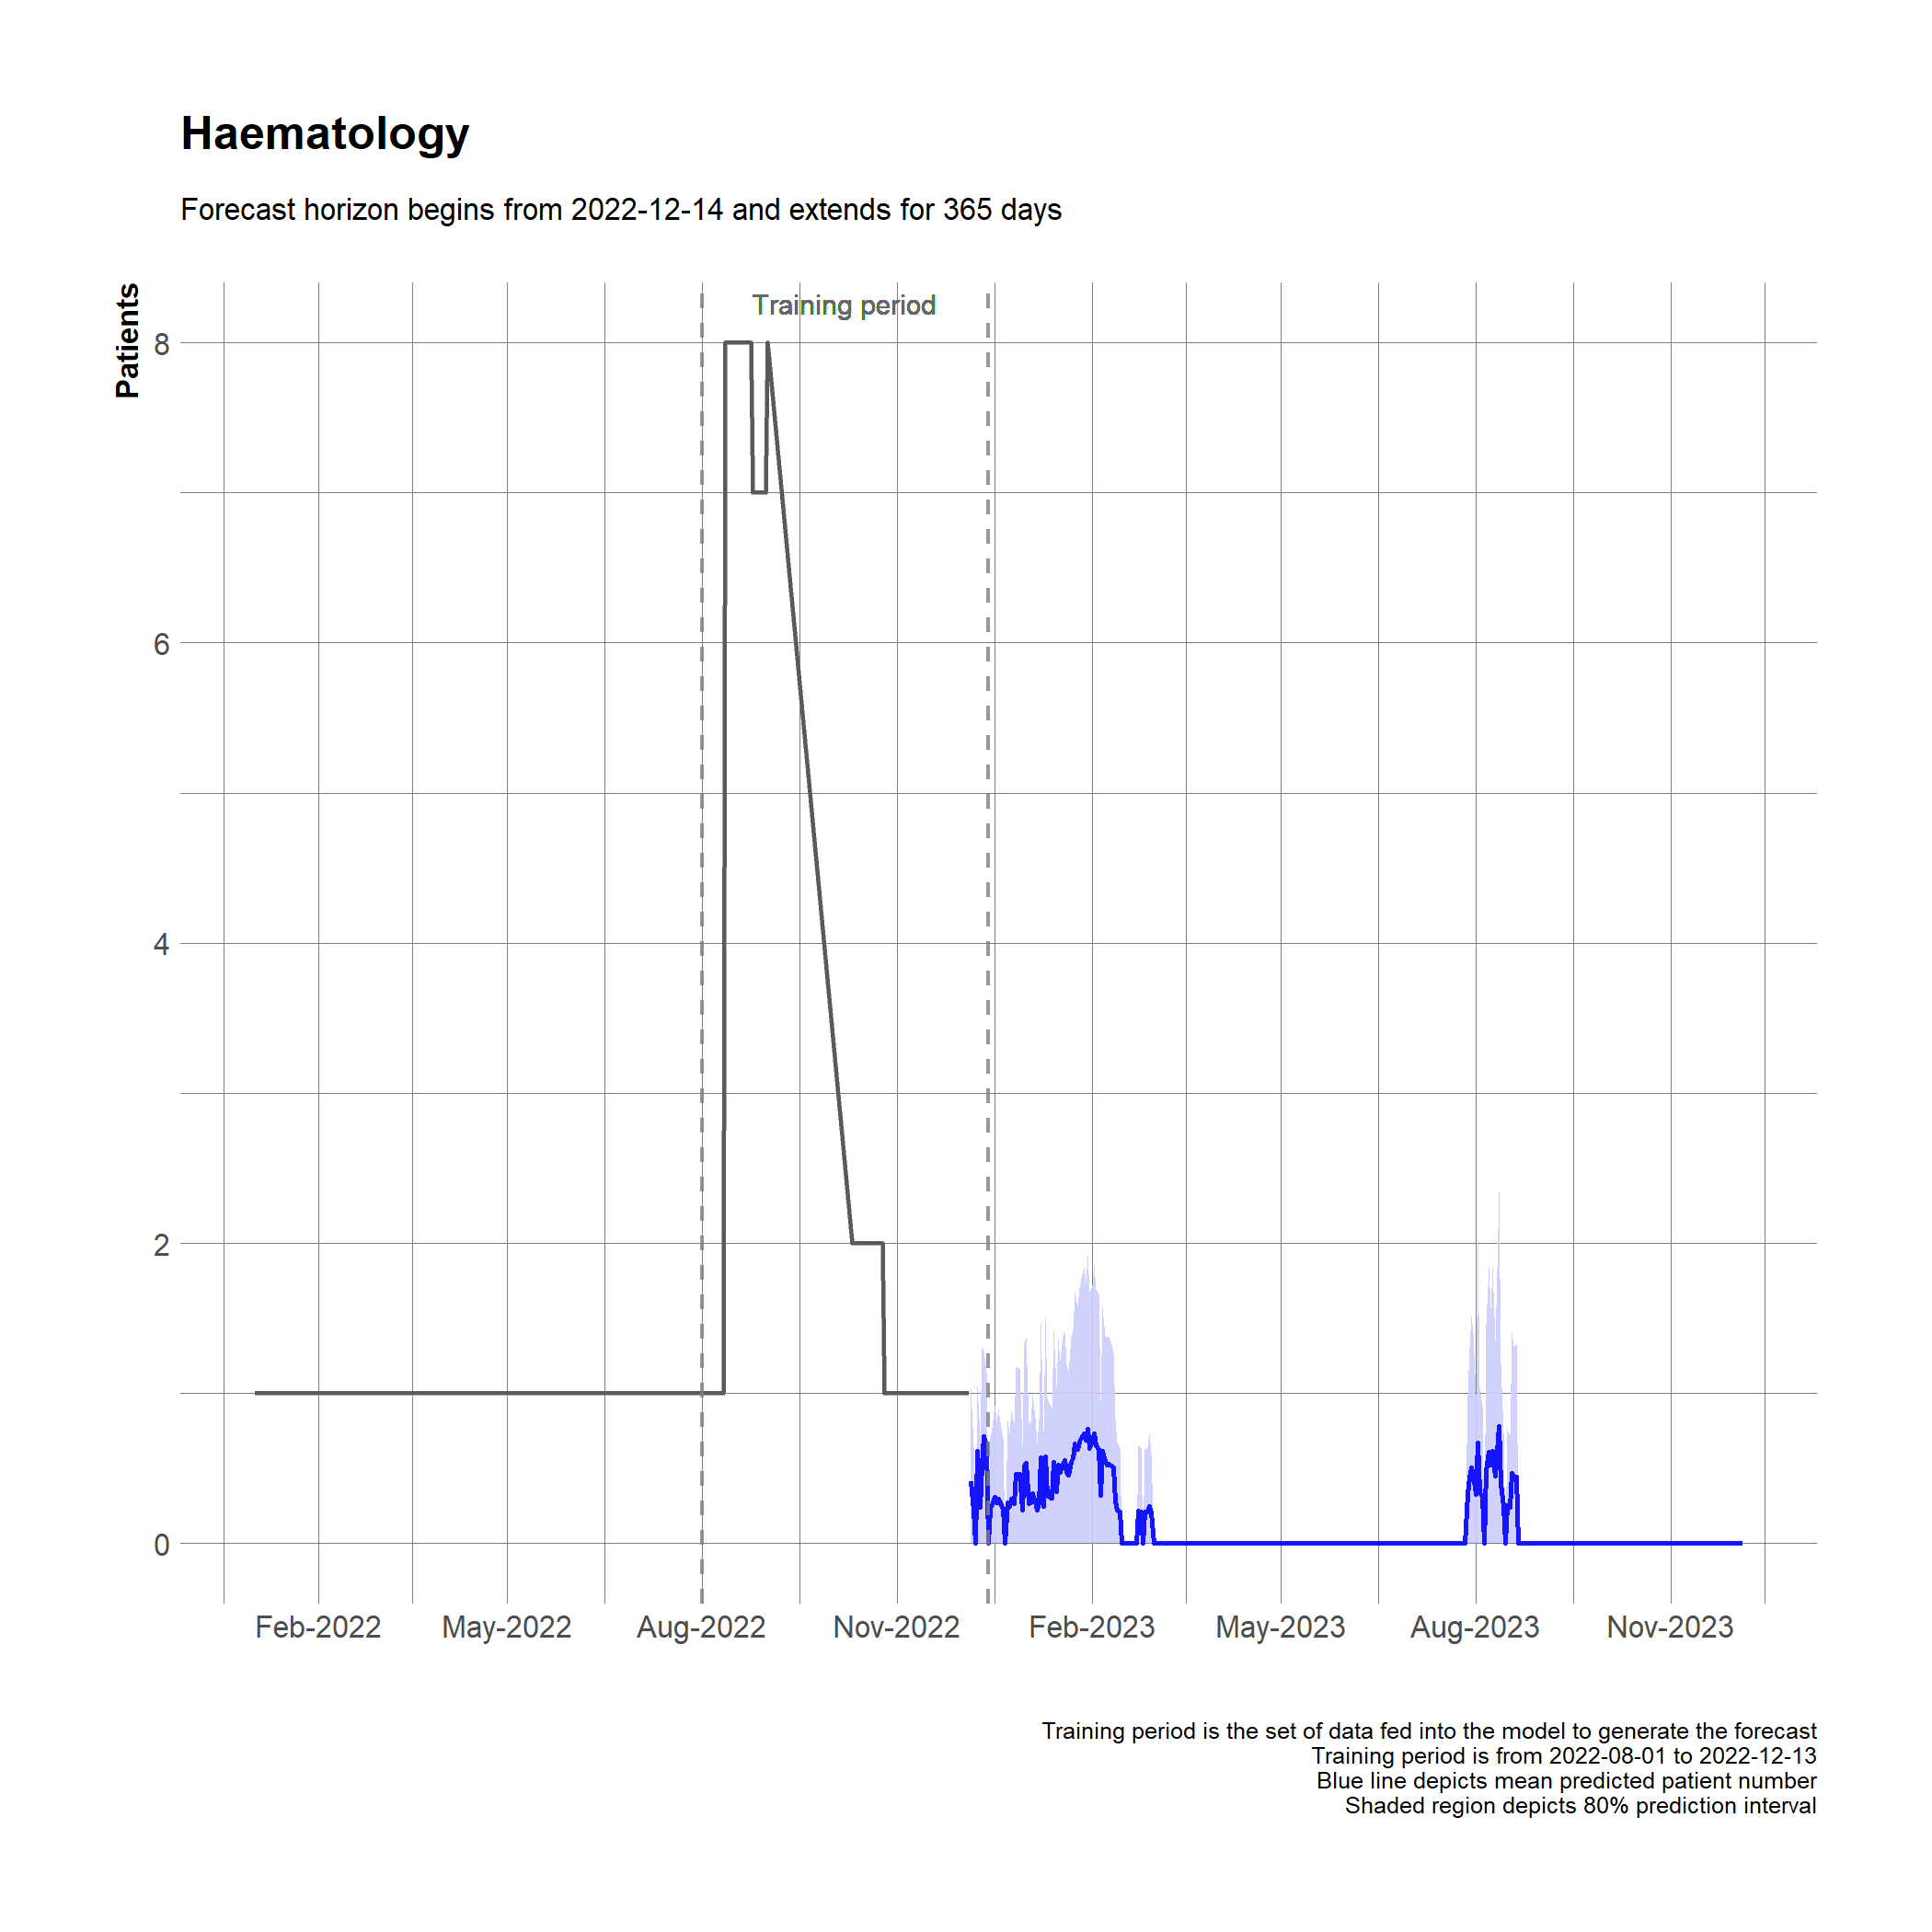 Haematology
Forecast horizon begins from 2022-12-14 and extends for 365 days
Patients
Training period
8
6
4
2
0
Feb-2022
May-2022
Aug-2022
Nov-2022
Feb-2023
May-2023
Aug-2023
Nov-2023
Training period is the set of data fed into the model to generate the forecast
Training period is from 2022-08-01 to 2022-12-13
Blue line depicts mean predicted patient number
Shaded region depicts 80% prediction interval